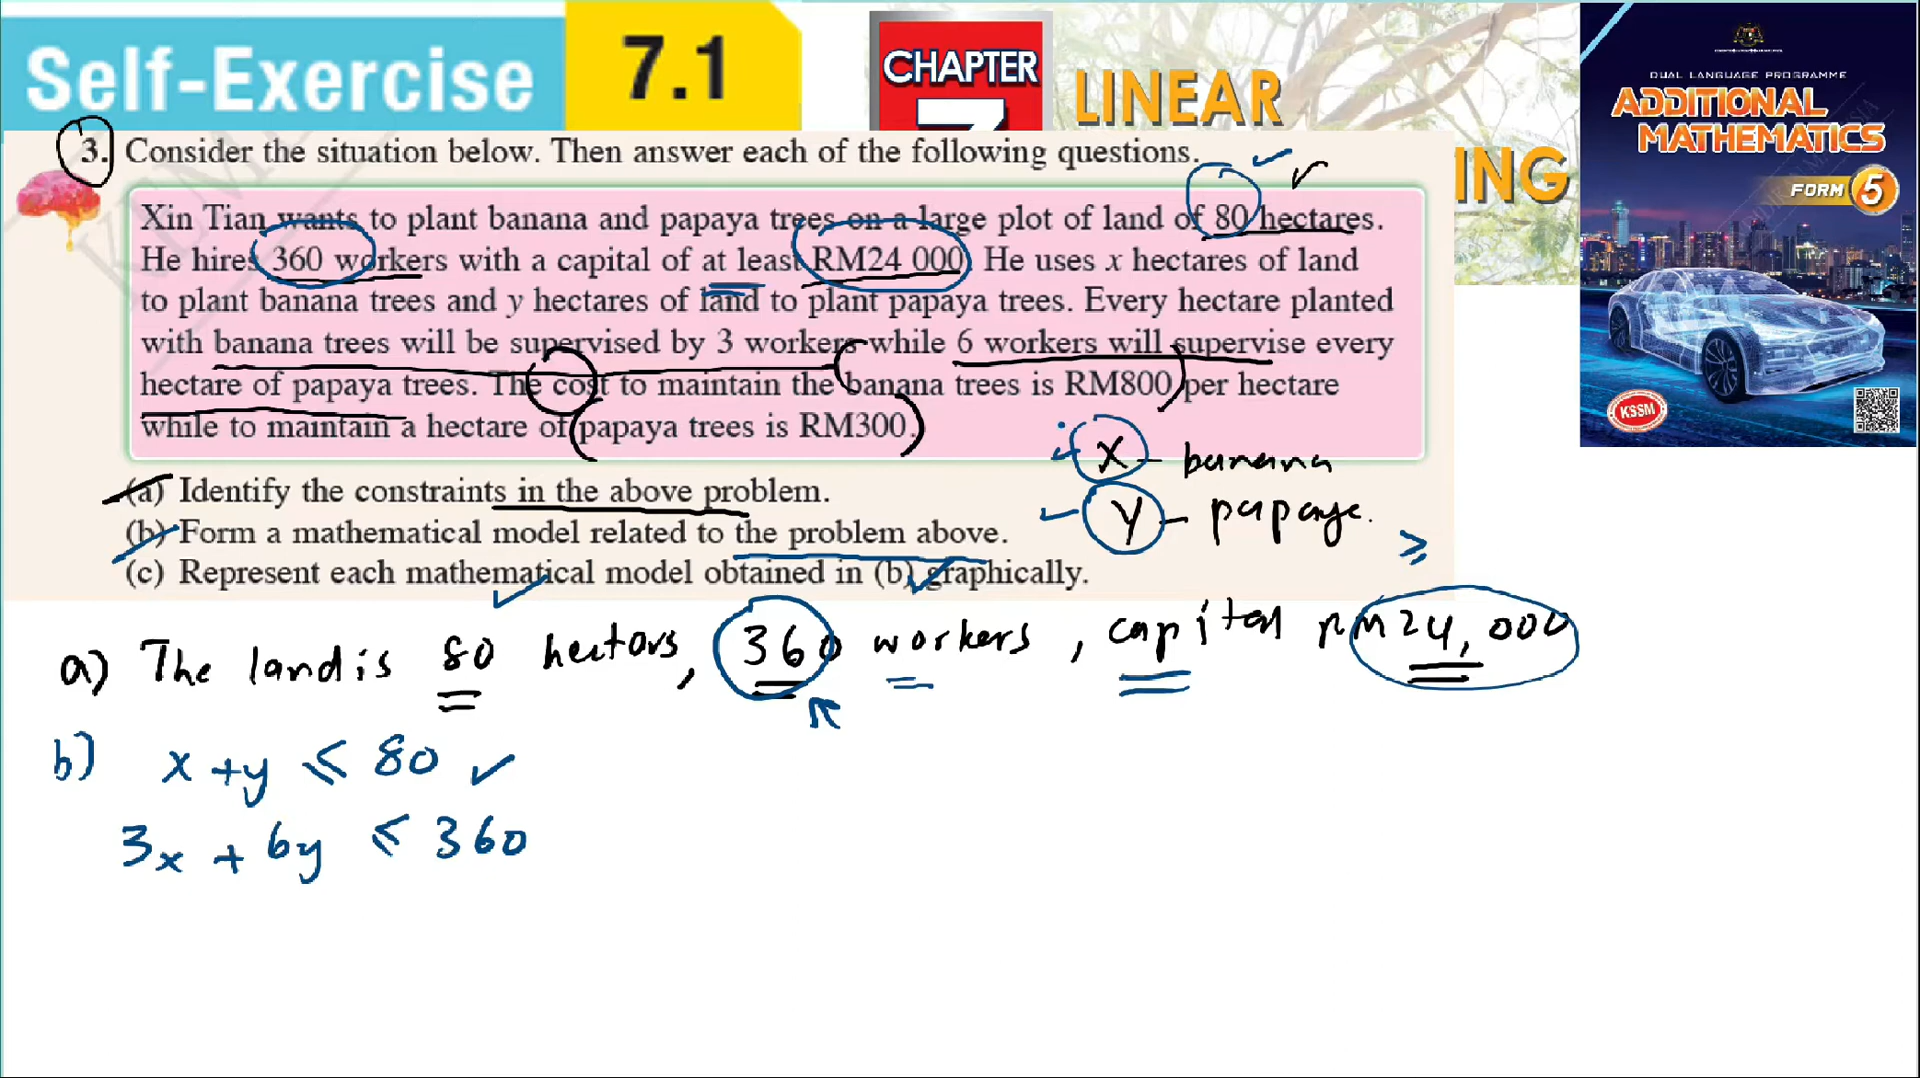 Self-Exercise 7.1
CHAPTER
7
LINEAR
ING
DUAL LANGUAGE PROGRAMME
ADDITIONAL
MATHEMATICS
FORM 5
KSSM
3. Consider the situation below. Then answer each of the following questions.
Xin Tian wants to plant banana and papaya trees on a large plot of land of 80 hectares.
He hires 360 workers with a capital of at least RM24 000. He uses x hectares of land
to plant banana trees and y hectares of land to plant papaya trees. Every hectare planted
with banana trees will be supervised by 3 workers while 6 workers will supervise every
hectare of papaya trees. The cost to maintain the banana trees is RM800 per hectare
while to maintain a hectare of papaya trees is RM300.
(a) Identify the constraints in the above problem.
(b) Form a mathematical model related to the problem above.
(c) Represent each mathematical model obtained in (b) graphically.
x – banana
y – papaya.
≥
a) The land is 80 hectors, 360 workers, capital RM24,000
b) x + y ≤ 80
3x + 6y ≤ 360